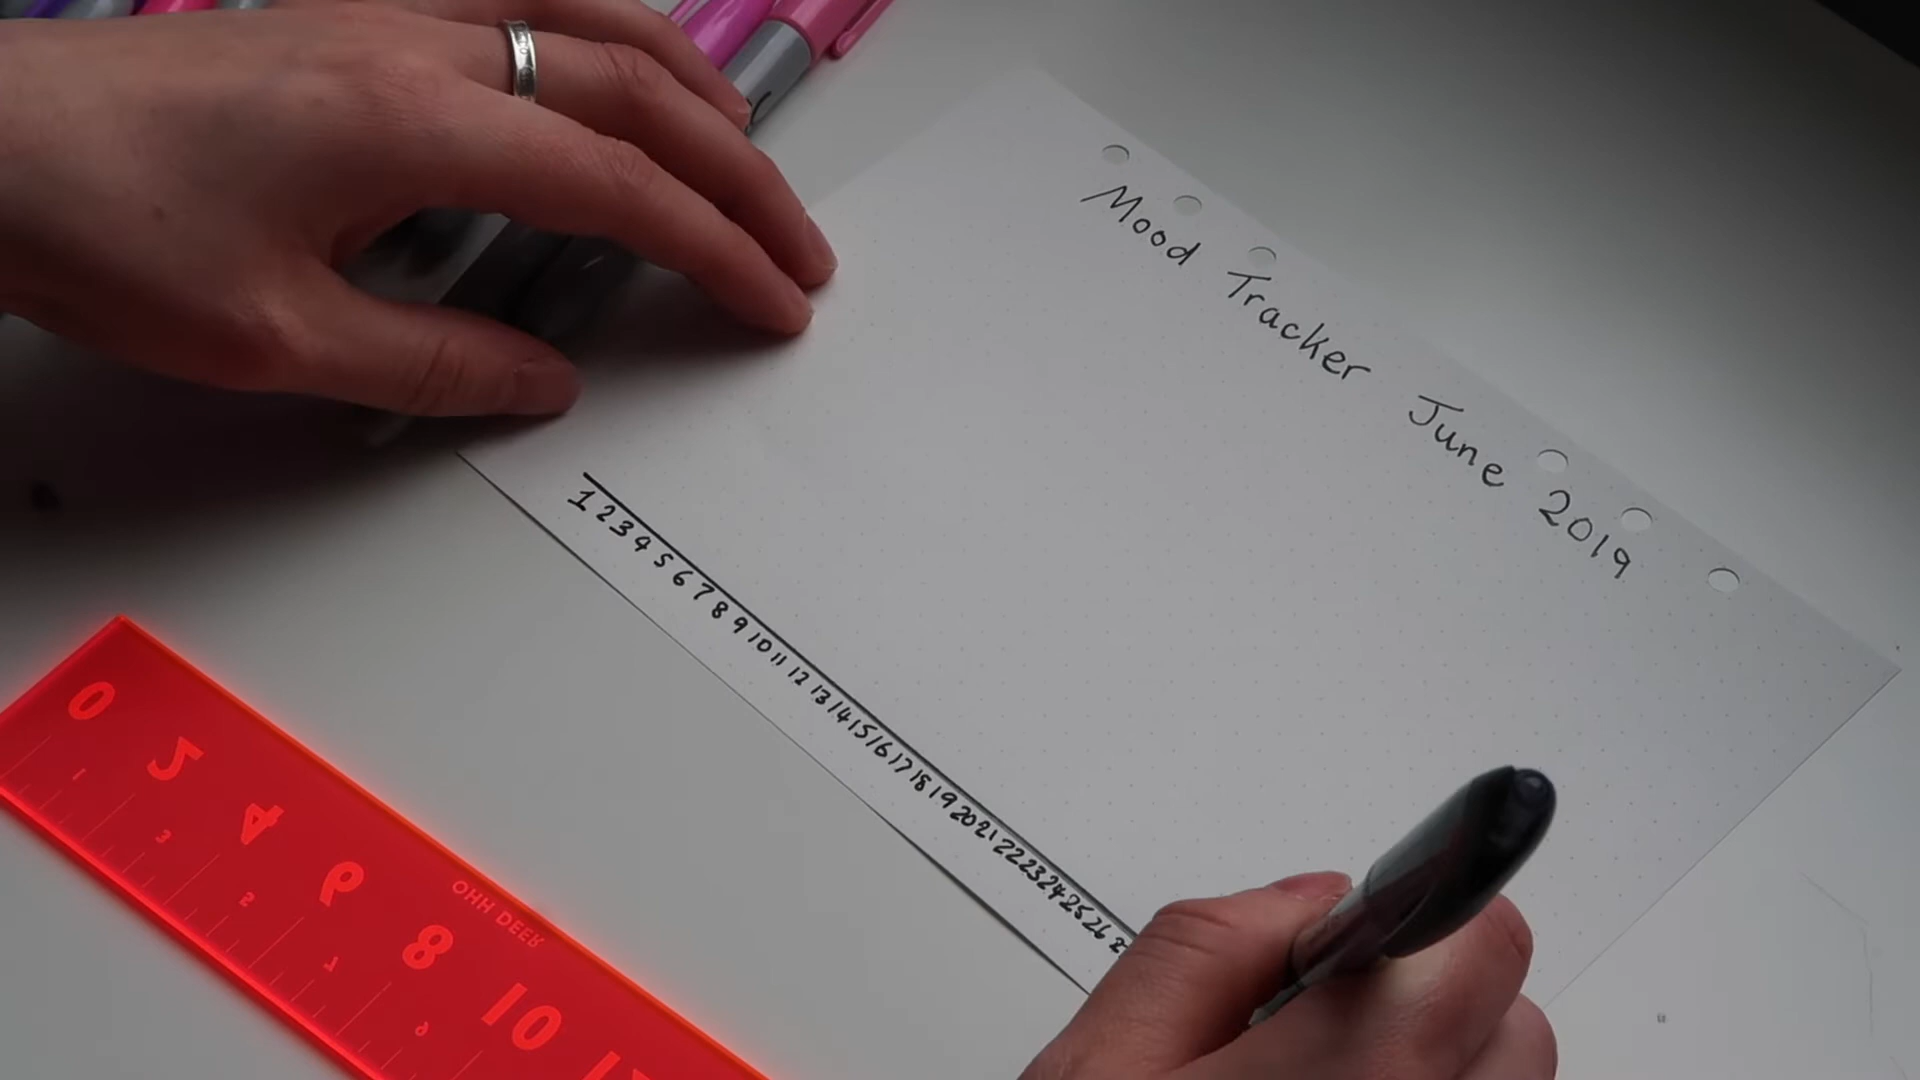 Mood Tracker June 2019
1 2 3 4 5 6 7 8 9 10 11 12 13 14 15 16 17 18 19 20 21 22 23 24 25 26
0 2 4 6 8 10
OHH DEER